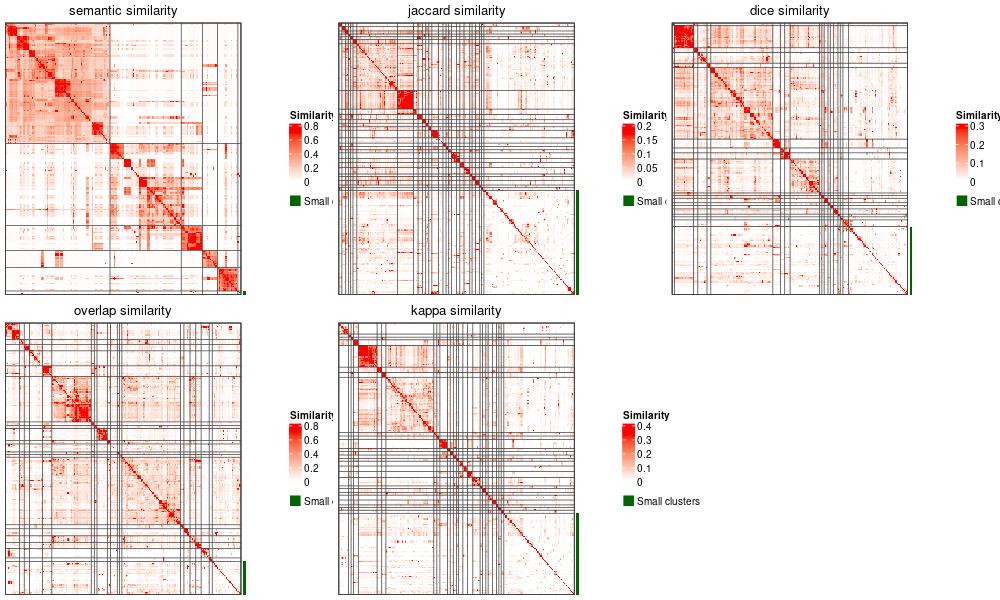 semantic similarity
Similarity
0.8
0.6
0.4
0.2
0
Small
jaccard similarity
Similarity
0.2
0.15
0.1
0.05
0
Small
dice similarity
Similarity
0.3
0.2
0.1
0
Small c
overlap similarity
Similarity
0.8
0.6
0.4
0.2
0
Small
kappa similarity
Similarity
0.4
0.3
0.2
0.1
0
Small clusters